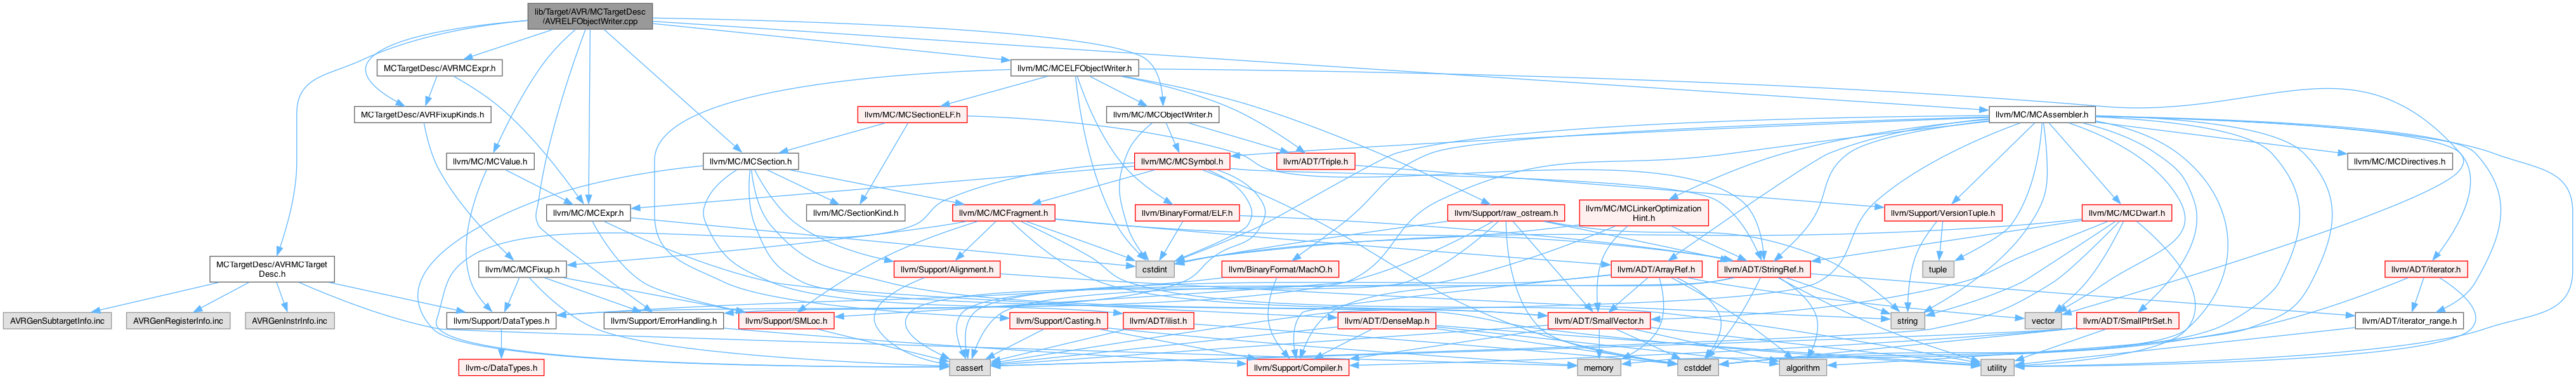 lib/Target/AVR/MCTargetDesc
/AVRELFObjectWriter.cpp
MCTargetDesc/AVRMCExpr.h
llvm/MC/MCELFObjectWriter.h
MCTargetDesc/AVRFixupKinds.h
llvm/MC/MCSectionELF.h
llvm/MC/MCObjectWriter.h
llvm/MC/MCAssembler.h
llvm/MC/MCValue.h
llvm/MC/MCSection.h
llvm/MC/MCSymbol.h
llvm/ADT/Triple.h
llvm/MC/MCDirectives.h
llvm/MC/MCExpr.h
llvm/MC/SectionKind.h
llvm/MC/MCFragment.h
llvm/BinaryFormat/ELF.h
llvm/Support/raw_ostream.h
llvm/MC/MCLinkerOptimization
Hint.h
llvm/Support/VersionTuple.h
llvm/MC/MCDwarf.h
MCTargetDesc/AVRMCTarget
Desc.h
llvm/MC/MCFixup.h
llvm/Support/Alignment.h
cstdint
llvm/BinaryFormat/MachO.h
llvm/ADT/ArrayRef.h
llvm/ADT/StringRef.h
tuple
llvm/ADT/iterator.h
AVRGenSubtargetInfo.inc
AVRGenRegisterInfo.inc
AVRGenInstrInfo.inc
llvm/Support/DataTypes.h
llvm/Support/ErrorHandling.h
llvm/Support/SMLoc.h
llvm/Support/Casting.h
llvm/ADT/ilist.h
llvm/ADT/DenseMap.h
llvm/ADT/SmallVector.h
string
vector
llvm/ADT/SmallPtrSet.h
llvm/ADT/iterator_range.h
llvm-c/DataTypes.h
cassert
llvm/Support/Compiler.h
memory
cstddef
algorithm
utility